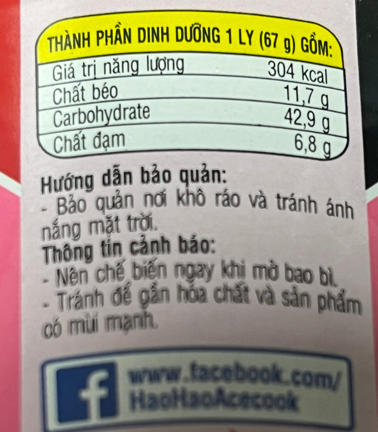 THÀNH PHẦN DINH DƯỠNG 1 LY (67 g) GỒM:
Giá trị năng lượng 304 kcal
Chất béo 11,7 g
Carbohydrate 42,9 g
Chất đạm 6,8 g
Hướng dẫn bảo quản:
- Bảo quản nơi khô ráo và tránh ánh
nắng mặt trời.
Thông tin cảnh báo:
- Nên chế biến ngay khi mở bao bì.
- Tránh để gần hóa chất và sản phẩm
có mùi mạnh.
f www.facebook.com/
HaoHaoAcecook